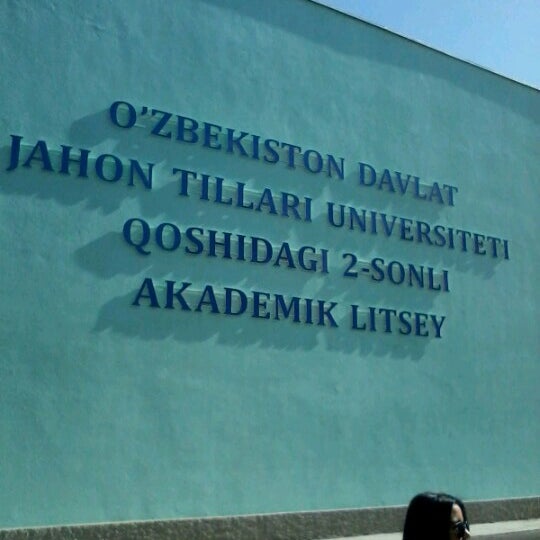 O'ZBEKISTON DAVLAT
JAHON TILLARI UNIVERSITETI
QOSHIDAGI 2-SONLI
AKADEMIK LITSEY